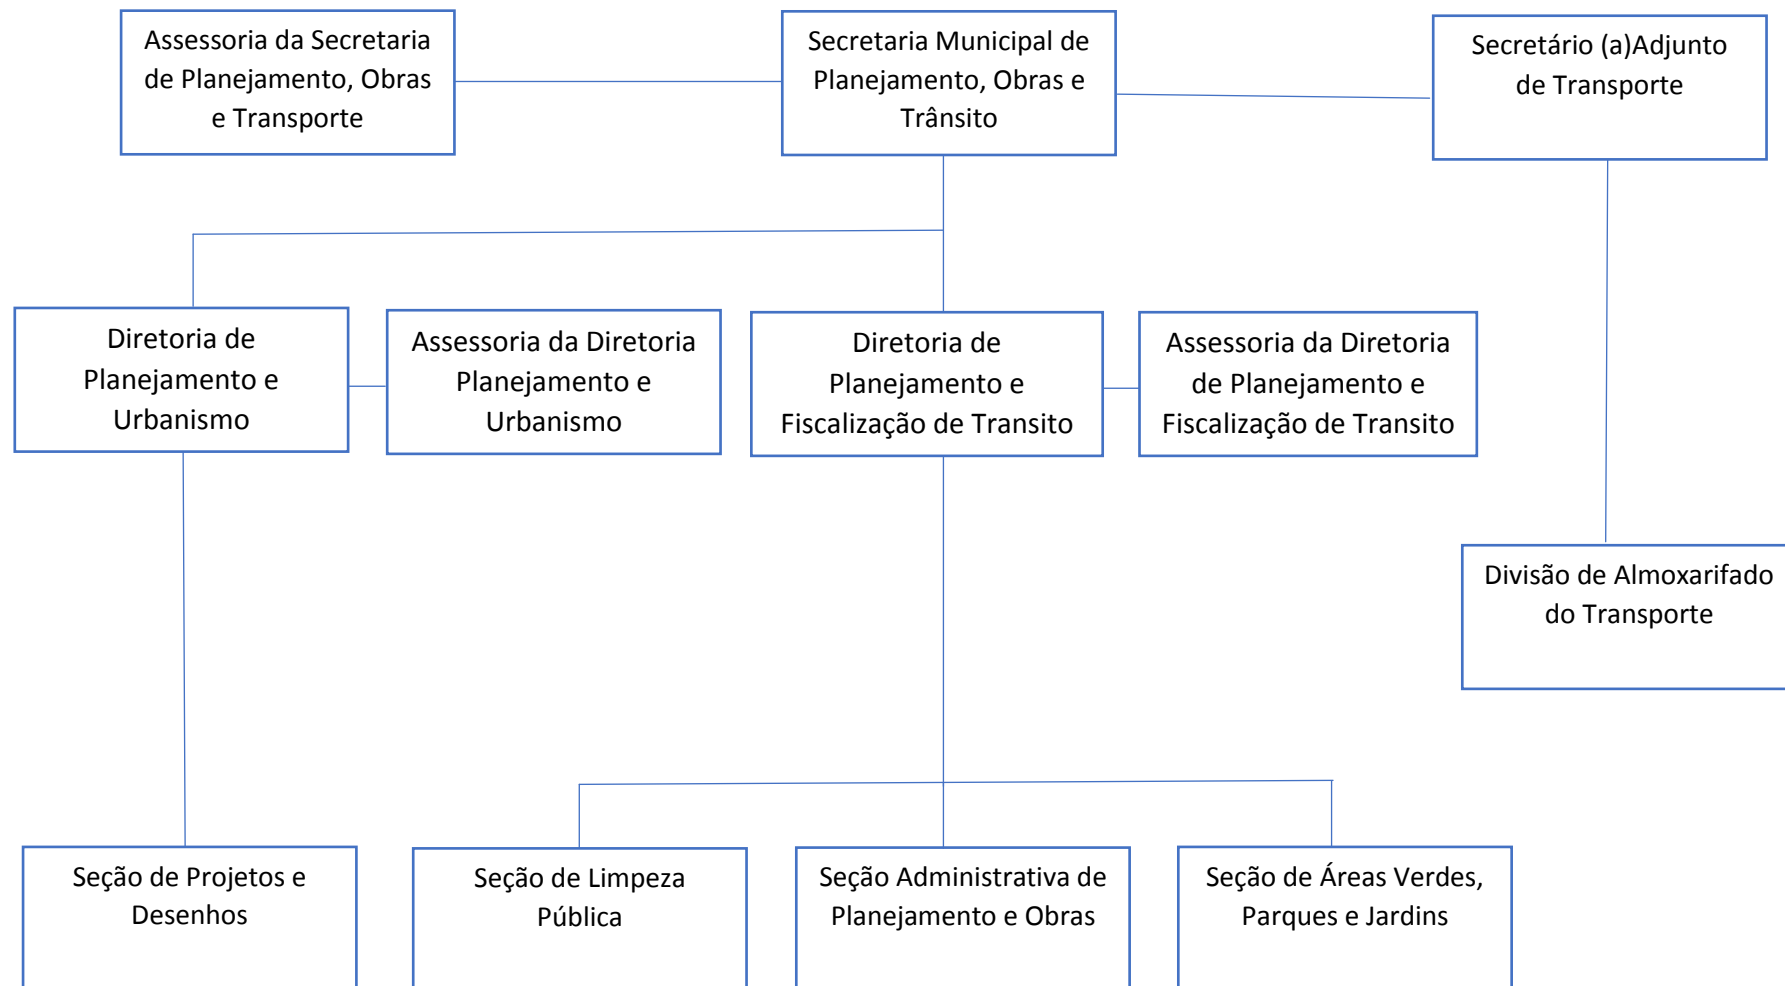 Assessoria da Secretaria
de Planejamento, Obras
e Transporte
Secretaria Municipal de
Planejamento, Obras e
Trânsito
Secretário (a)Adjunto
de Transporte
Diretoria de
Planejamento e
Urbanismo
Assessoria da Diretoria
Planejamento e
Urbanismo
Diretoria de
Planejamento e
Fiscalização de Transito
Assessoria da Diretoria
de Planejamento e
Fiscalização de Transito
Divisão de Almoxarifado
do Transporte
Seção de Projetos e
Desenhos
Seção de Limpeza
Pública
Seção Administrativa de
Planejamento e Obras
Seção de Áreas Verdes,
Parques e Jardins